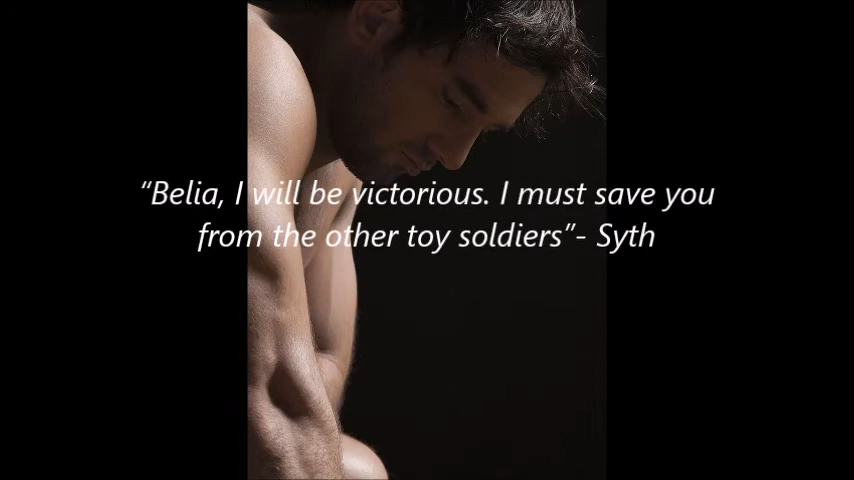 “Belia, I will be victorious. I must save you
from the other toy soldiers”- Syth